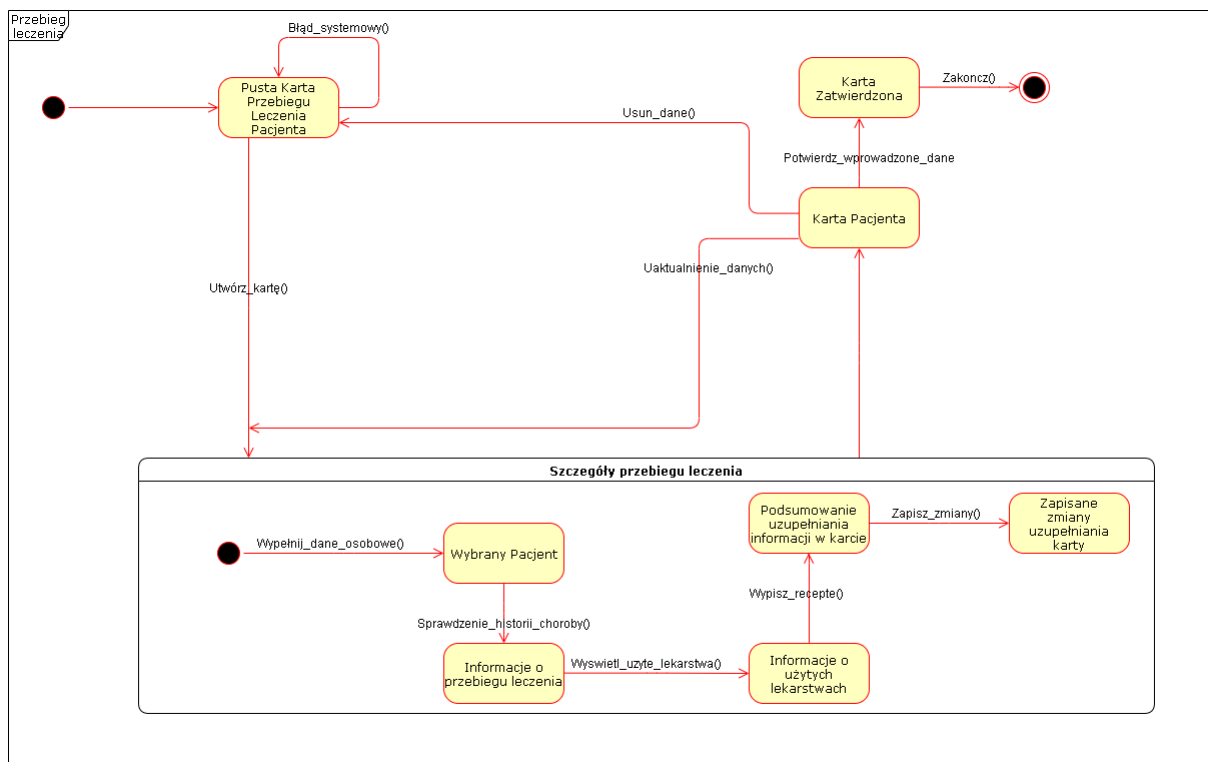 Przebieg
leczenia
Błąd_systemowy()
Pusta Karta
Przebiegu
Leczenia
Pacjenta
Karta
Zatwierdzona
Zakoncz()
Usun_dane()
Potwierdz_wprowadzone_dane
Karta Pacjenta
Uaktualnienie_danych()
Utwórz_kartę()
Szczegóły przebiegu leczenia
Wypełnij_dane_osobowe()
Wybrany Pacjent
Podsumowanie
uzupełniania
informacji w karcie
Zapisz_zmiany()
Zapisane
zmiany
uzupełniania
karty
Sprawdzenie_historii_choroby()
Wypisz_recepte()
Informacje o
przebiegu leczenia
Wyswietl_uzyte_lekarstwa()
Informacje o
użytych
lekarstwach